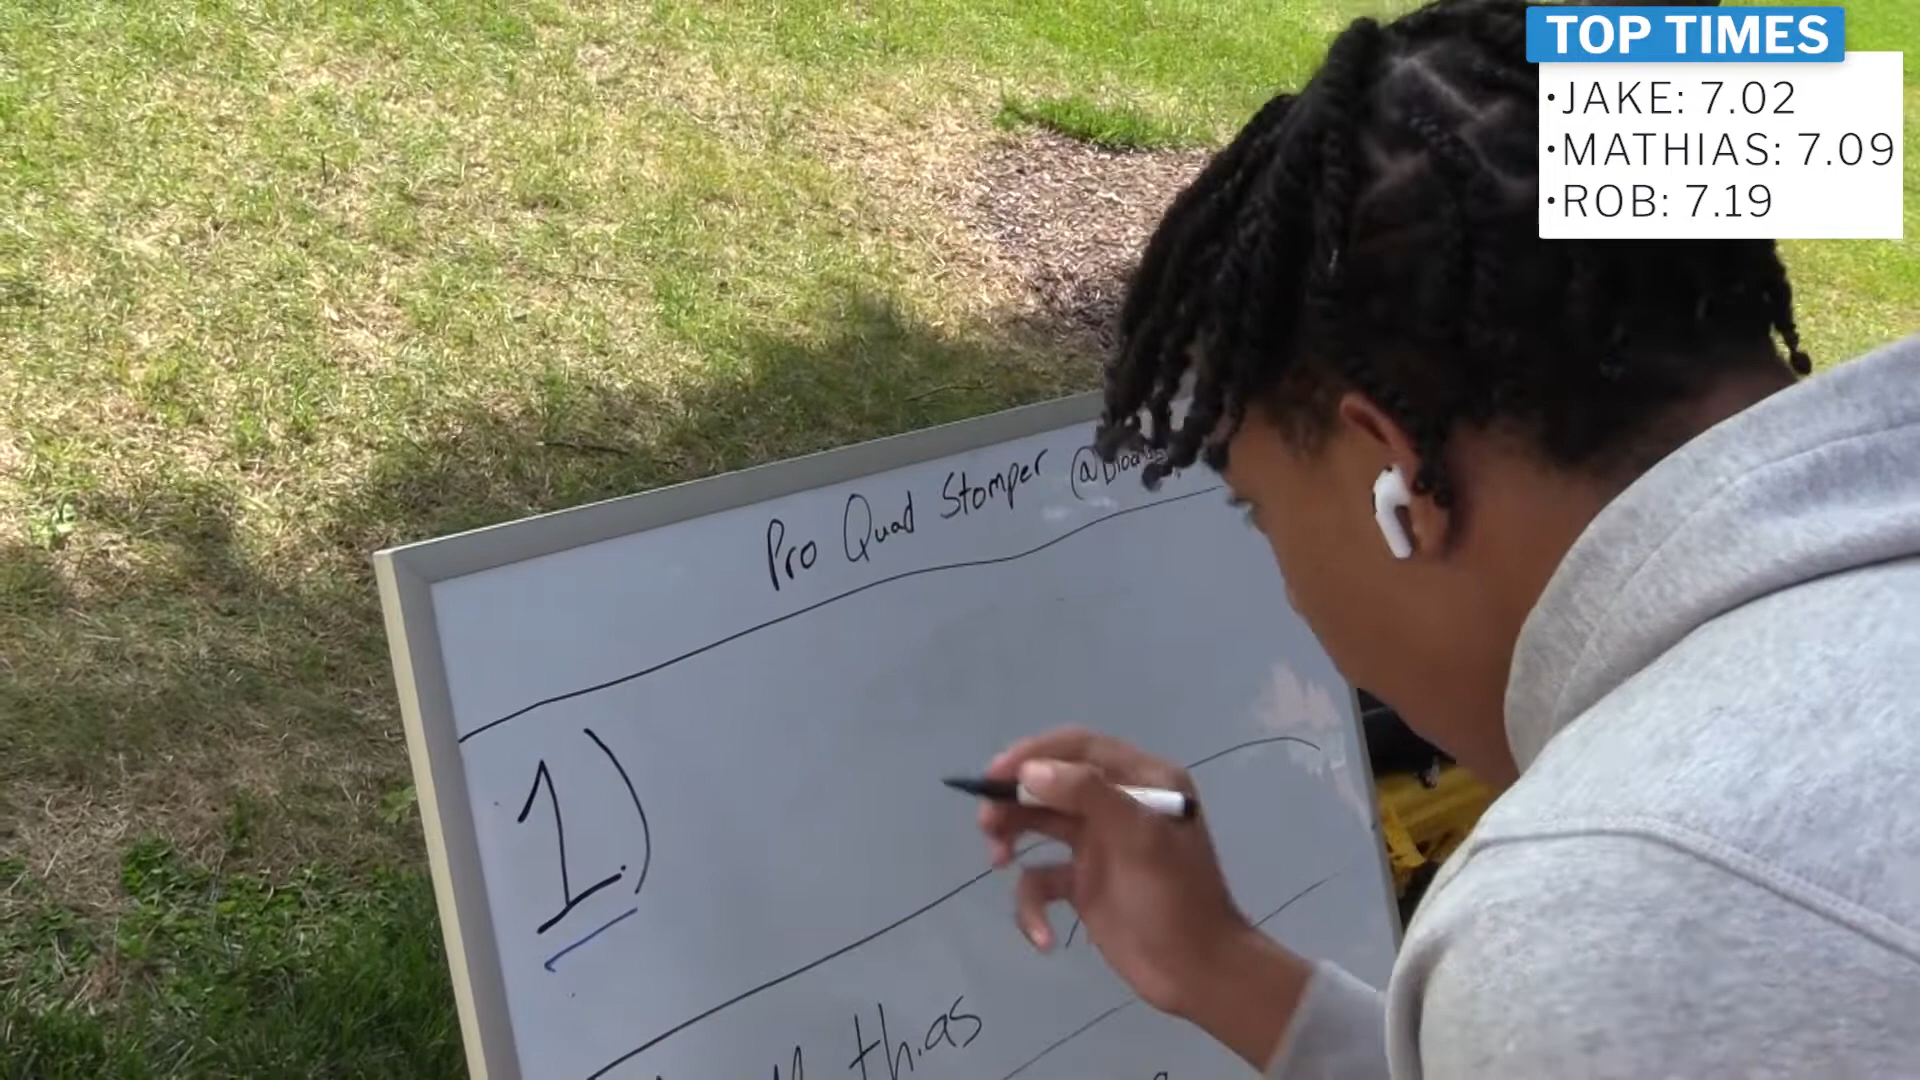 TOP TIMES
•JAKE: 7.02
•MATHIAS: 7.09
•ROB: 7.19
Pro Quad Stomper
1.)